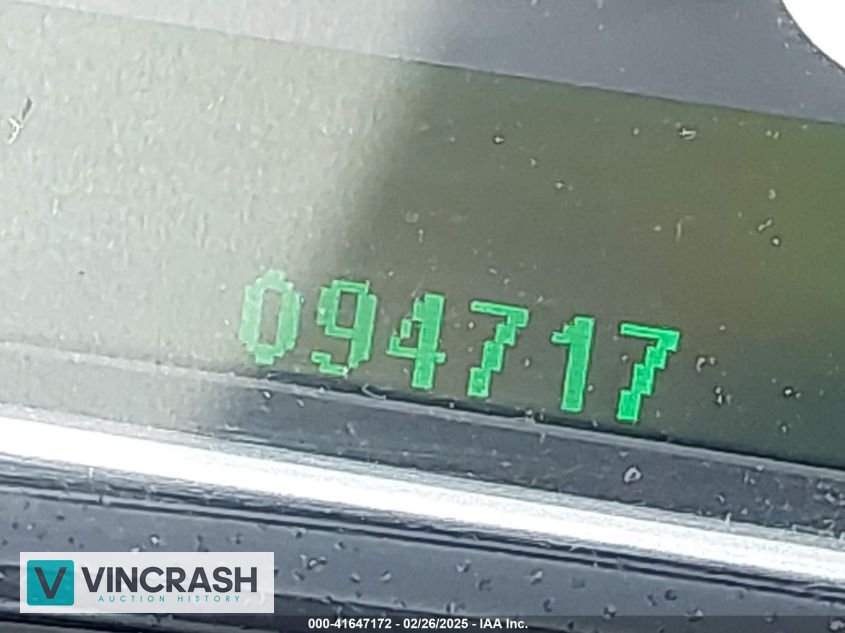 094717
VINCRASH
AUCTION HISTORY
000-41647172 - 02/26/2025 - IAA Inc.